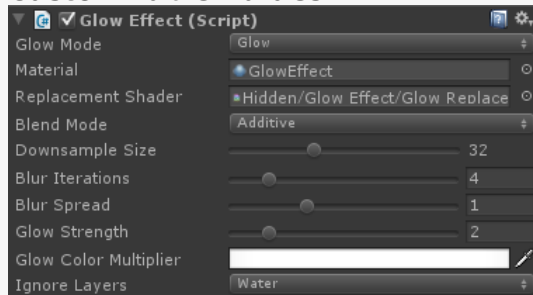 Glow Effect (Script)
Glow Mode Glow
Material GlowEffect
Replacement Shader Hidden/Glow Effect/Glow Replace
Blend Mode Additive
Downsample Size 32
Blur Iterations 4
Blur Spread 1
Glow Strength 2
Glow Color Multiplier
Ignore Layers Water